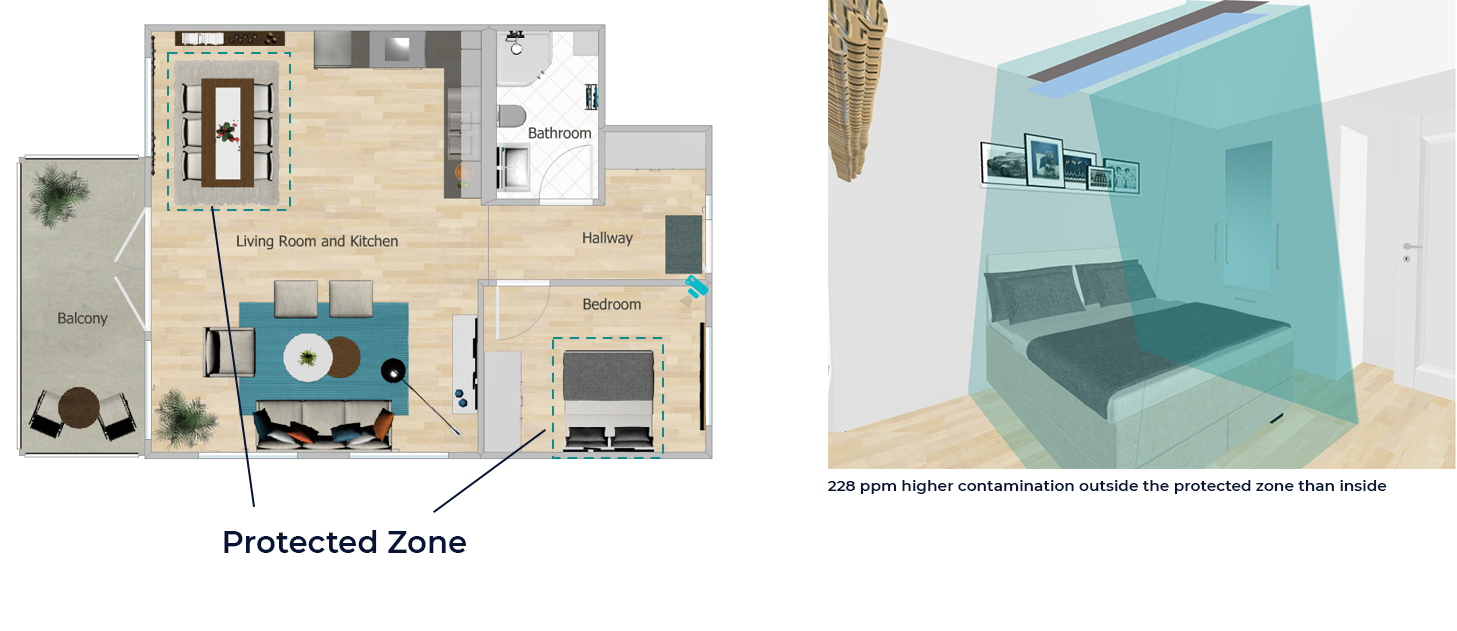 Bathroom
Living Room and Kitchen
Hallway
Balcony
Bedroom
Protected Zone
228 ppm higher contamination outside the protected zone than inside